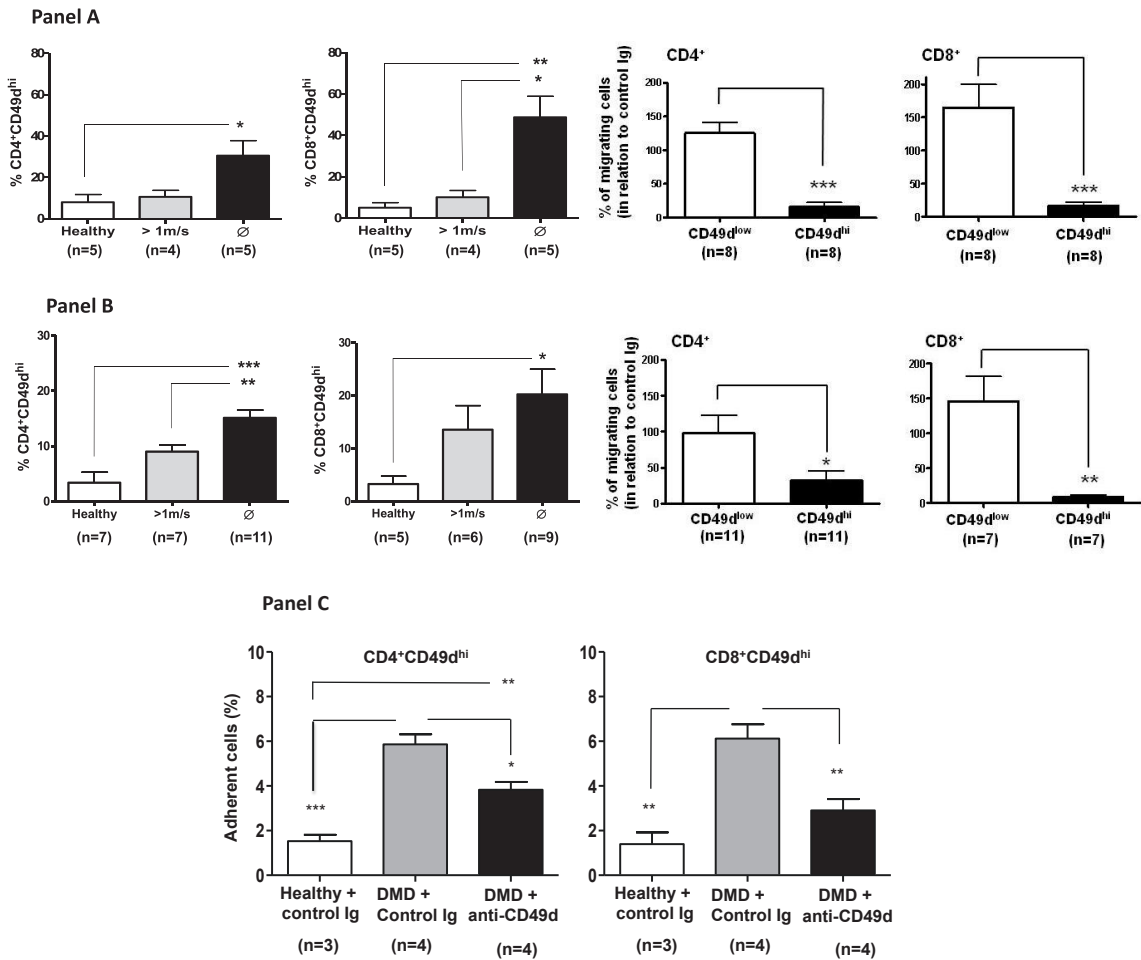 Panel A
% CD4⁺CD49dʰⁱ
80
60
40
20
0
*
Healthy
> 1m/s
∅
(n=5)
(n=4)
(n=5)
% CD8⁺CD49dʰⁱ
80
60
40
20
0
**
*
Healthy
> 1m/s
∅
(n=5)
(n=4)
(n=5)
% of migrating cells
(in relation to control Ig)
CD4⁺
200
150
100
50
0
***
CD49dˡᵒʷ
CD49dʰⁱ
(n=8)
(n=8)
CD8⁺
200
150
100
50
0
***
CD49dˡᵒʷ
CD49dʰⁱ
(n=8)
(n=8)
Panel B
% CD4⁺CD49dʰⁱ
30
20
10
0
***
**
Healthy
>1m/s
∅
(n=7)
(n=7)
(n=11)
% CD8⁺CD49dʰⁱ
30
20
10
0
*
Healthy
>1m/s
∅
(n=5)
(n=6)
(n=9)
% of migrating cells
(in relation to control Ig)
CD4⁺
200
150
100
50
0
*
CD49dˡᵒʷ
CD49dʰⁱ
(n=11)
(n=11)
CD8⁺
200
150
100
50
0
**
CD49dˡᵒʷ
CD49dʰⁱ
(n=7)
(n=7)
Panel C
Adherent cells (%)
CD4⁺CD49dʰⁱ
10
8
6
4
2
0
**
*
***
Healthy +
control Ig
DMD +
Control Ig
DMD +
anti-CD49d
(n=3)
(n=4)
(n=4)
CD8⁺CD49dʰⁱ
10
8
6
4
2
0
**
**
Healthy +
control Ig
DMD +
Control Ig
DMD +
anti-CD49d
(n=3)
(n=4)
(n=4)